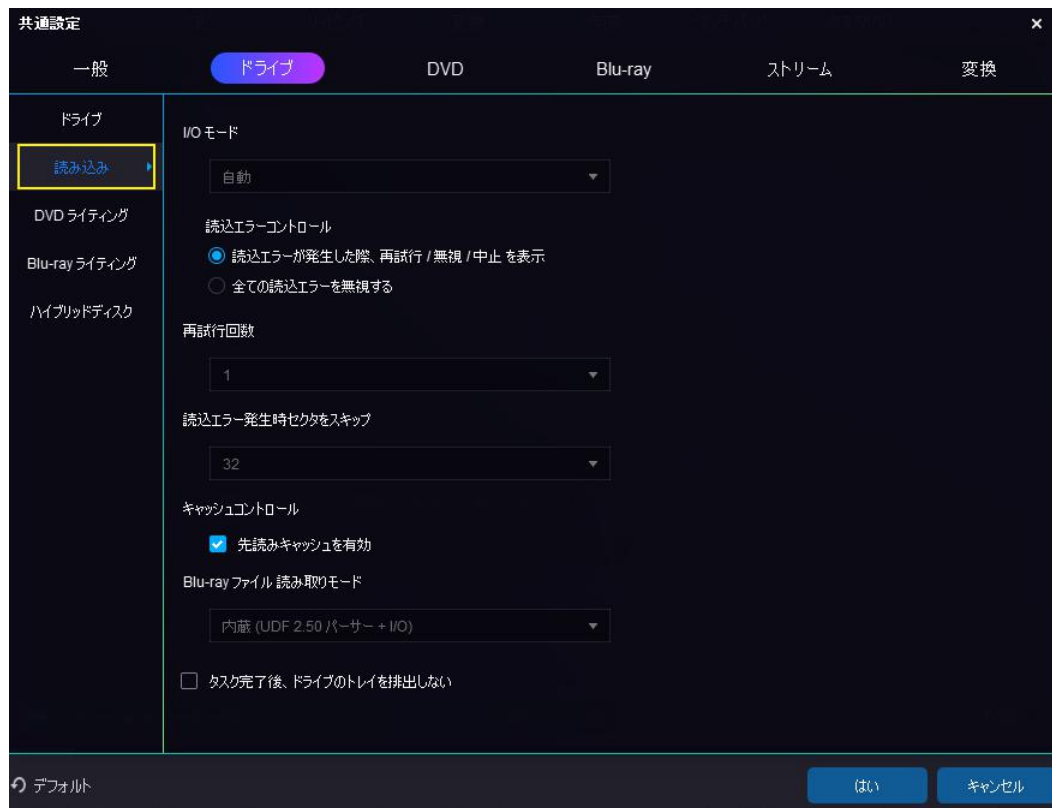 共通設定
×
一般 ドライブ DVD Blu-ray ストリーム 変換
ドライブ
読み込み
DVD ライティング
Blu-ray ライティング
ハイブリッドディスク
I/O モード
自動
読込エラーコントロール
読込エラーが発生した際、再試行 / 無視 / 中止 を表示
全ての読込エラーを無視する
再試行回数
1
読込エラー発生時セクタをスキップ
32
キャッシュコントロール
先読みキャッシュを有効
Blu-ray ファイル 読み取りモード
内蔵 (UDF 2.50 パーサー + I/O)
タスク完了後、ドライブのトレイを排出しない
デフォルト
はい
キャンセル